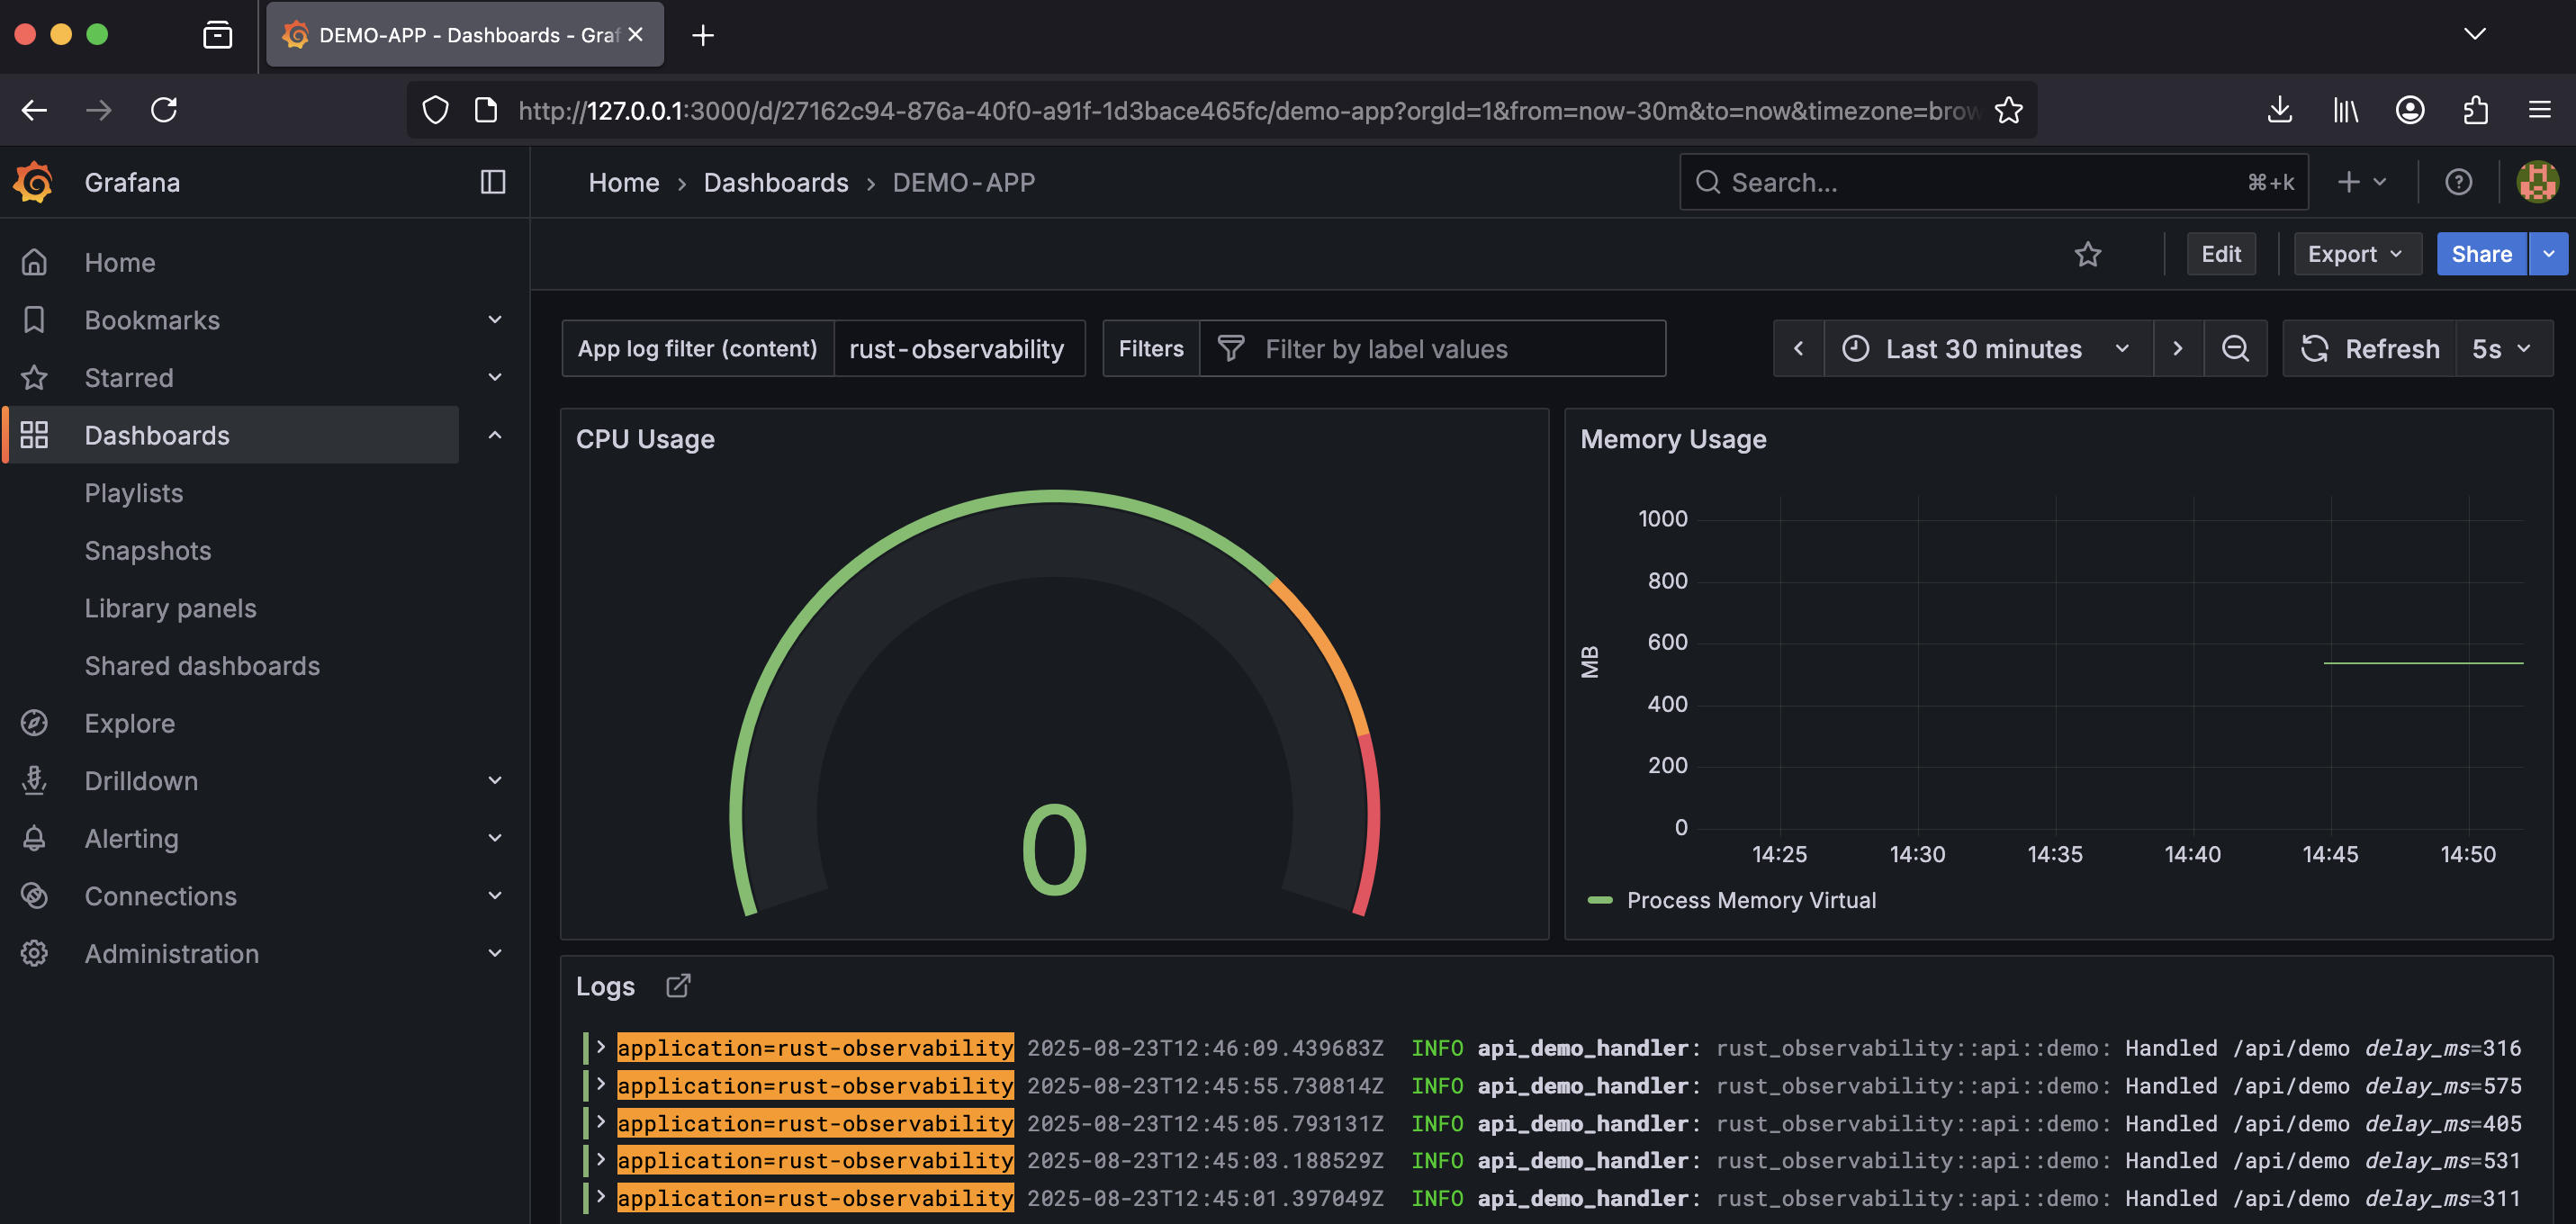 DEMO-APP - Dashboards - Graf
http://127.0.0.1:3000/d/27162c94-876a-40f0-a91f-1d3bace465fc/demo-app?orgId=1&from=now-30m&to=now&timezone=brow
Grafana
Home › Dashboards › DEMO-APP
Search...
⌘+k
Edit
Export
Share
Home
Bookmarks
Starred
Dashboards
Playlists
Snapshots
Library panels
Shared dashboards
Explore
Drilldown
Alerting
Connections
Administration
App log filter (content) rust-observability
Filters Filter by label values
Last 30 minutes
Refresh 5s
CPU Usage
0
Memory Usage
1000
800
600
400
200
0
MB
14:25 14:30 14:35 14:40 14:45 14:50
Process Memory Virtual
Logs
application=rust-observability 2025-08-23T12:46:09.439683Z INFO api_demo_handler: rust_observability::api::demo: Handled /api/demo delay_ms=316
application=rust-observability 2025-08-23T12:45:55.730814Z INFO api_demo_handler: rust_observability::api::demo: Handled /api/demo delay_ms=575
application=rust-observability 2025-08-23T12:45:05.793131Z INFO api_demo_handler: rust_observability::api::demo: Handled /api/demo delay_ms=405
application=rust-observability 2025-08-23T12:45:03.188529Z INFO api_demo_handler: rust_observability::api::demo: Handled /api/demo delay_ms=531
application=rust-observability 2025-08-23T12:45:01.397049Z INFO api_demo_handler: rust_observability::api::demo: Handled /api/demo delay_ms=311